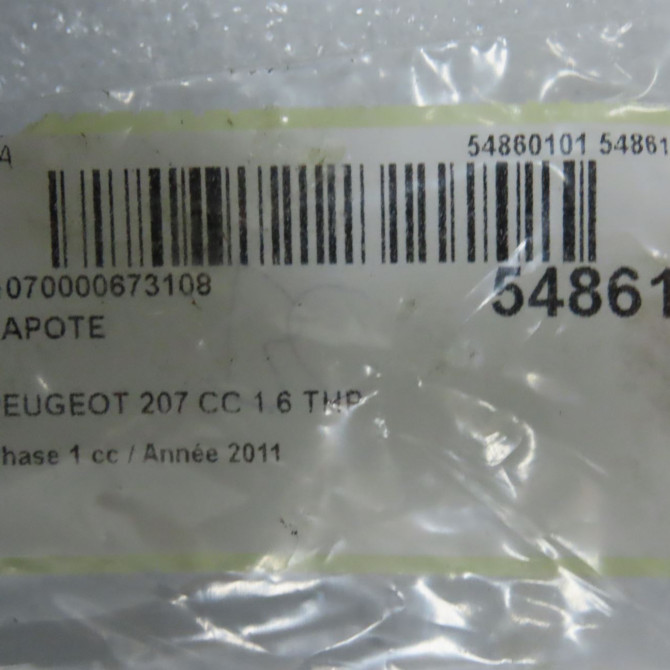 A 54860101 54861
070000673108 54861
APOTE
EUGEOT 207 CC 1.6 THP
hase 1 cc / Année 2011